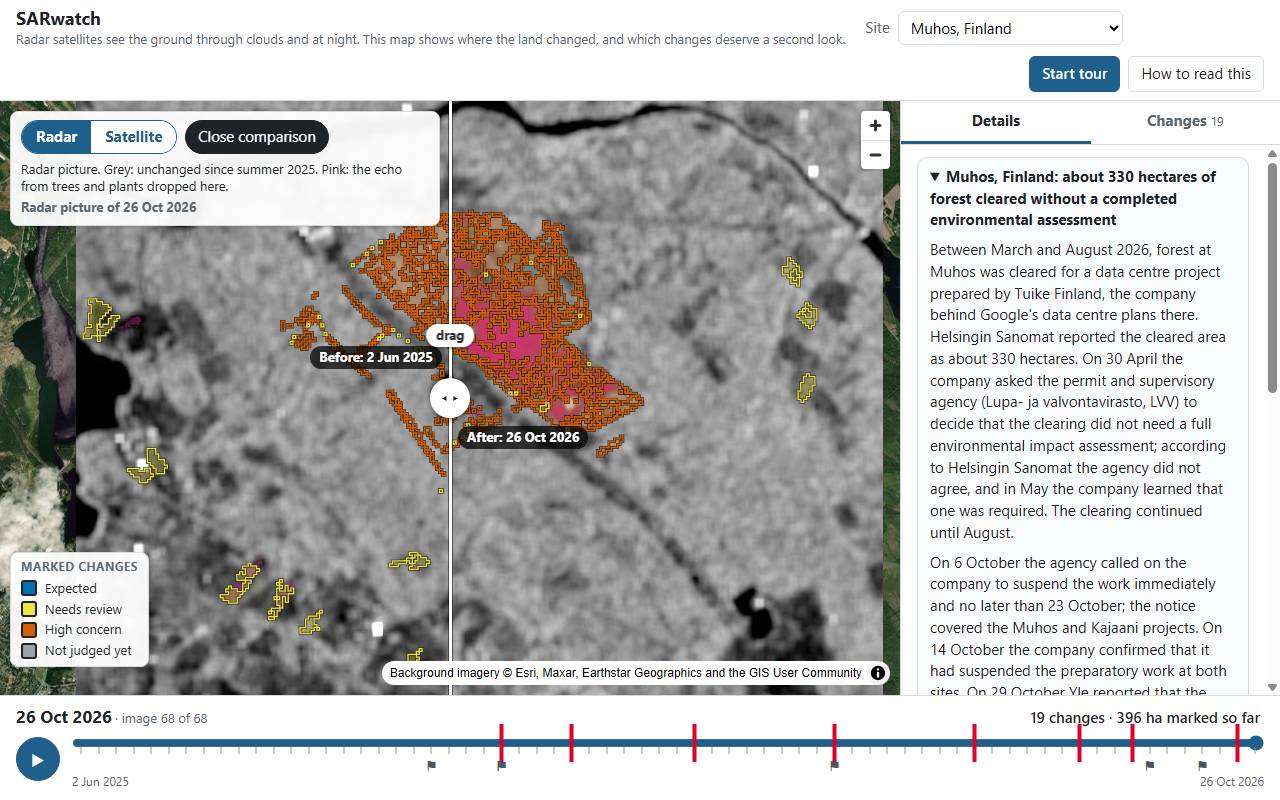 SARwatch
Radar satellites see the ground through clouds and at night. This map shows where the land changed, and which changes deserve a second look.
Site
Muhos, Finland
Start tour
How to read this
Radar
Satellite
Close comparison
Radar picture. Grey: unchanged since summer 2025. Pink: the echo
from trees and plants dropped here.
Radar picture of 26 Oct 2026
+
−
drag
Before: 2 Jun 2025
After: 26 Oct 2026
MARKED CHANGES
Expected
Needs review
High concern
Not judged yet
Background imagery © Esri, Maxar, Earthstar Geographics and the GIS User Community
Details
Changes 19
Muhos, Finland: about 330 hectares of
forest cleared without a completed
environmental assessment
Between March and August 2026, forest at
Muhos was cleared for a data centre project
prepared by Tuike Finland, the company
behind Google's data centre plans there.
Helsingin Sanomat reported the cleared area
as about 330 hectares. On 30 April the
company asked the permit and supervisory
agency (Lupa- ja valvontavirasto, LVV) to
decide that the clearing did not need a full
environmental impact assessment; according
to Helsingin Sanomat the agency did not
agree, and in May the company learned that
one was required. The clearing continued
until August.
On 6 October the agency called on the
company to suspend the work immediately
and no later than 23 October; the notice
covered the Muhos and Kajaani projects. On
14 October the company confirmed that it
had suspended the preparatory work at both
sites. On 29 October Yle reported that the
26 Oct 2026 · image 68 of 68
19 changes · 396 ha marked so far
2 Jun 2025
26 Oct 2026